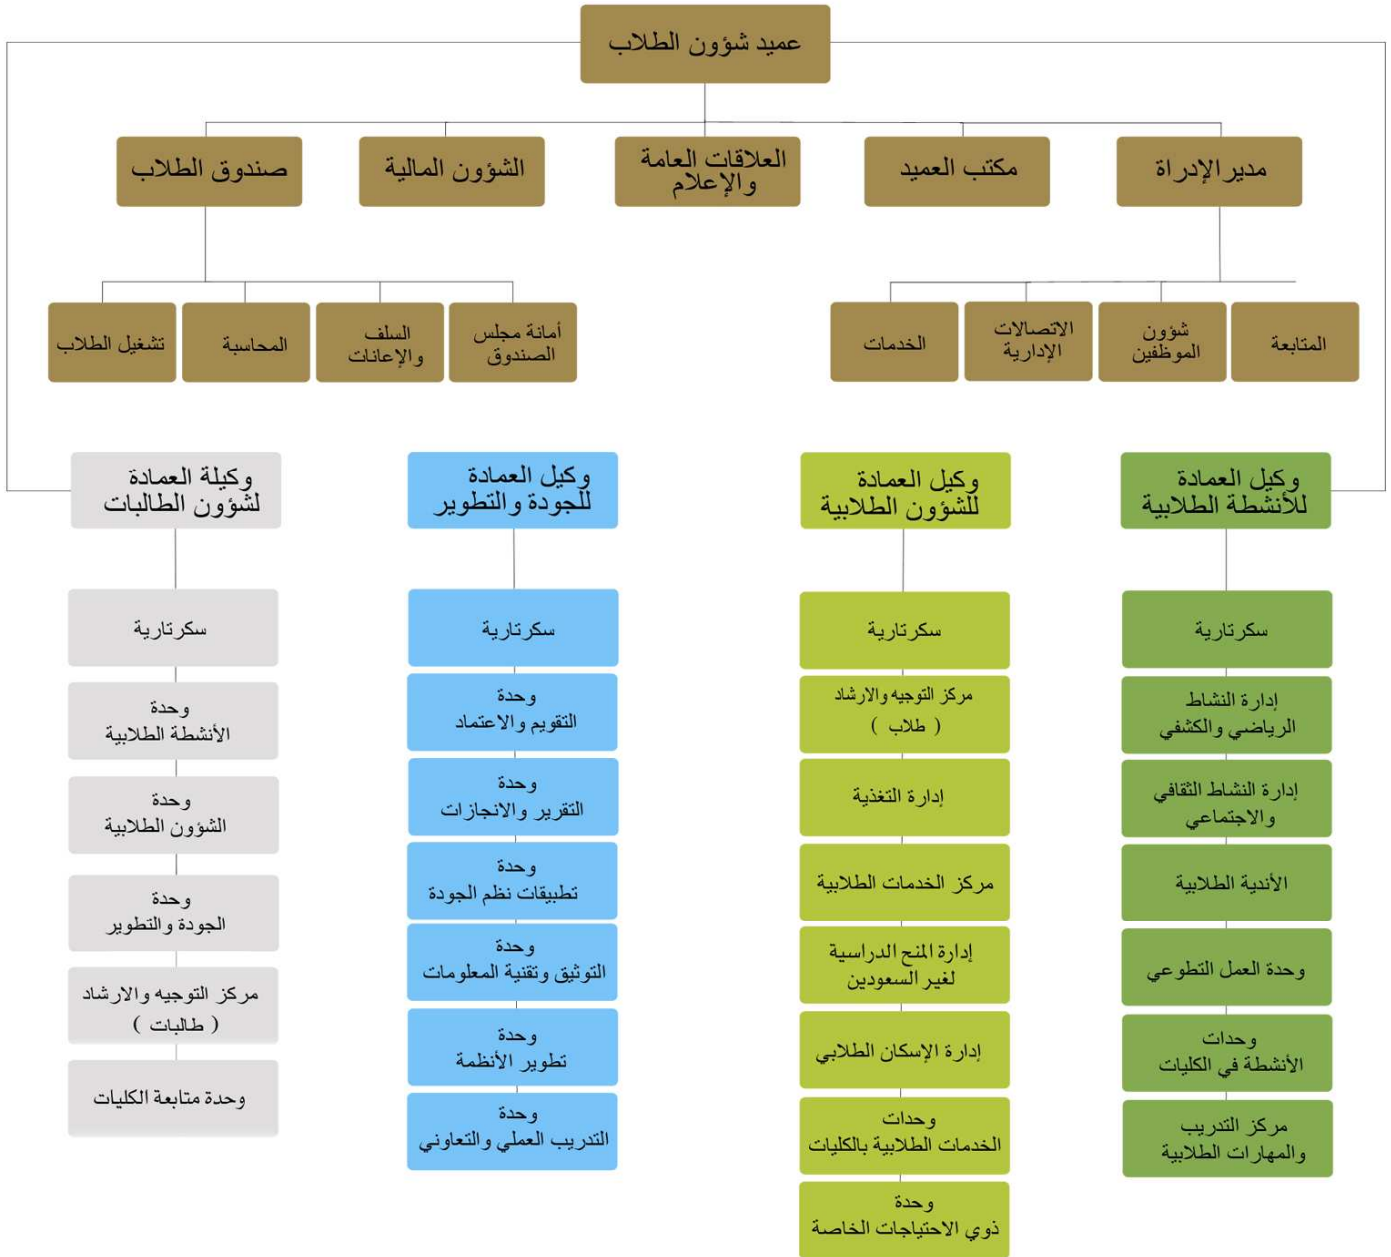 عميد شؤون الطلاب
مدير الإدراة
مكتب العميد
العلاقات العامة
والإعلام
الشؤون المالية
صندوق الطلاب
المتابعة
شؤون
الموظفين
الاتصالات
الإدارية
الخدمات
أمانة مجلس
الصندوق
السلف
والإعانات
المحاسبة
تشغيل الطلاب
وكيل العمادة
للأنشطة الطلابية
سكرتارية
إدارة النشاط
الرياضي والكشفي
إدارة النشاط الثقافي
والاجتماعي
الأندية الطلابية
وحدة العمل التطوعي
وحدات
الأنشطة في الكليات
مركز التدريب
والمهارات الطلابية
وكيل العمادة
للشؤون الطلابية
سكرتارية
مركز التوجيه والارشاد
( طلاب )
إدارة التغذية
مركز الخدمات الطلابية
إدارة المنح الدراسية
لغير السعودين
إدارة الإسكان الطلابي
وحدات
الخدمات الطلابية بالكليات
وحدة
ذوي الاحتياجات الخاصة
وكيل العمادة
للجودة والتطوير
سكرتارية
وحدة
التقويم والاعتماد
وحدة
التقرير والانجازات
وحدة
تطبيقات نظم الجودة
وحدة
التوثيق وتقنية المعلومات
وحدة
تطوير الأنظمة
وحدة
التدريب العملي والتعاوني
وكيلة العمادة
لشؤون الطالبات
سكرتارية
وحدة
الأنشطة الطلابية
وحدة
الشؤون الطلابية
وحدة
الجودة والتطوير
مركز التوجيه والارشاد
( طالبات )
وحدة متابعة الكليات